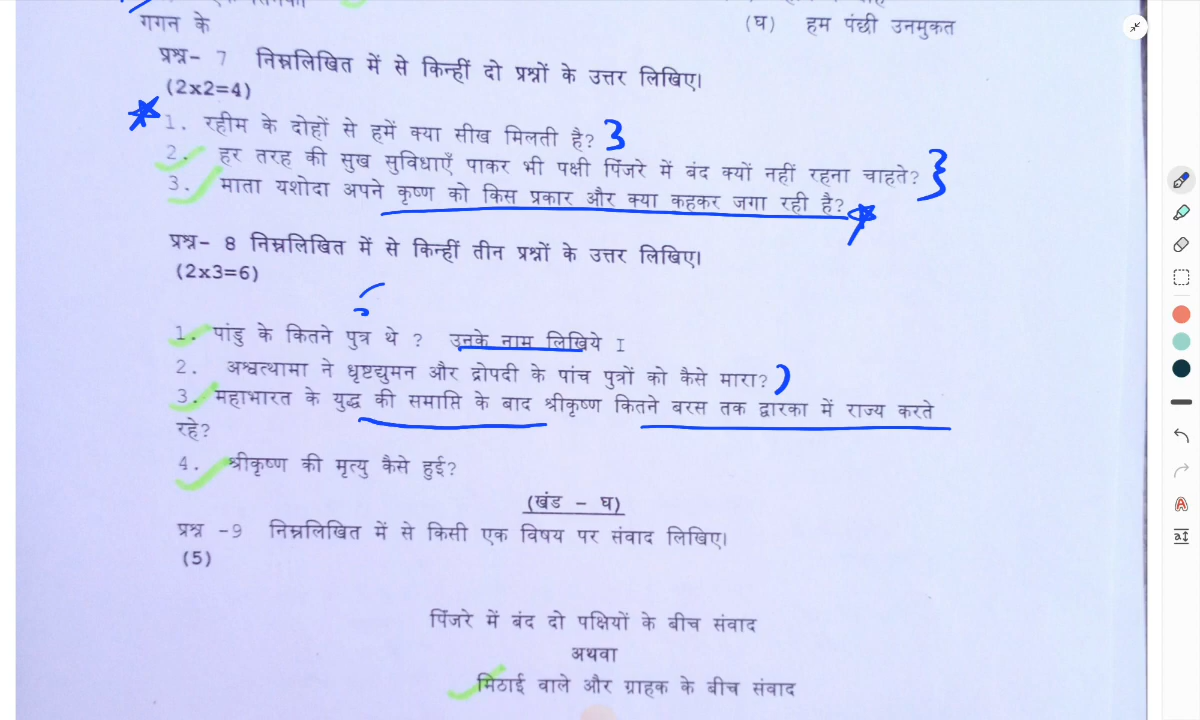 गगन के
(घ) हम पंछी उनमुकत
प्रश्न- 7 निम्नलिखित में से किन्हीं दो प्रश्नों के उत्तर लिखिए।
(2x2=4)
1. रहीम के दोहों से हमें क्या सीख मिलती है?
2. हर तरह की सुख सुविधाएँ पाकर भी पक्षी पिंजरे में बंद क्यों नहीं रहना चाहते?
3. माता यशोदा अपने कृष्ण को किस प्रकार और क्या कहकर जगा रही है?
प्रश्न- 8 निम्नलिखित में से किन्हीं तीन प्रश्नों के उत्तर लिखिए।
(2x3=6)
1. पांडु के कितने पुत्र थे ? उनके नाम लिखिये I
2. अश्वत्थामा ने धृष्टद्युमन और द्रोपदी के पांच पुत्रों को कैसे मारा?
3. महाभारत के युद्ध की समाप्ति के बाद श्रीकृष्ण कितने बरस तक द्वारका में राज्य करते
रहे?
4. श्रीकृष्ण की मृत्यु कैसे हुई?
(खंड - घ)
प्रश्न -9 निम्नलिखित में से किसी एक विषय पर संवाद लिखिए।
(5)
पिंजरे में बंद दो पक्षियों के बीच संवाद
अथवा
मिठाई वाले और ग्राहक के बीच संवाद